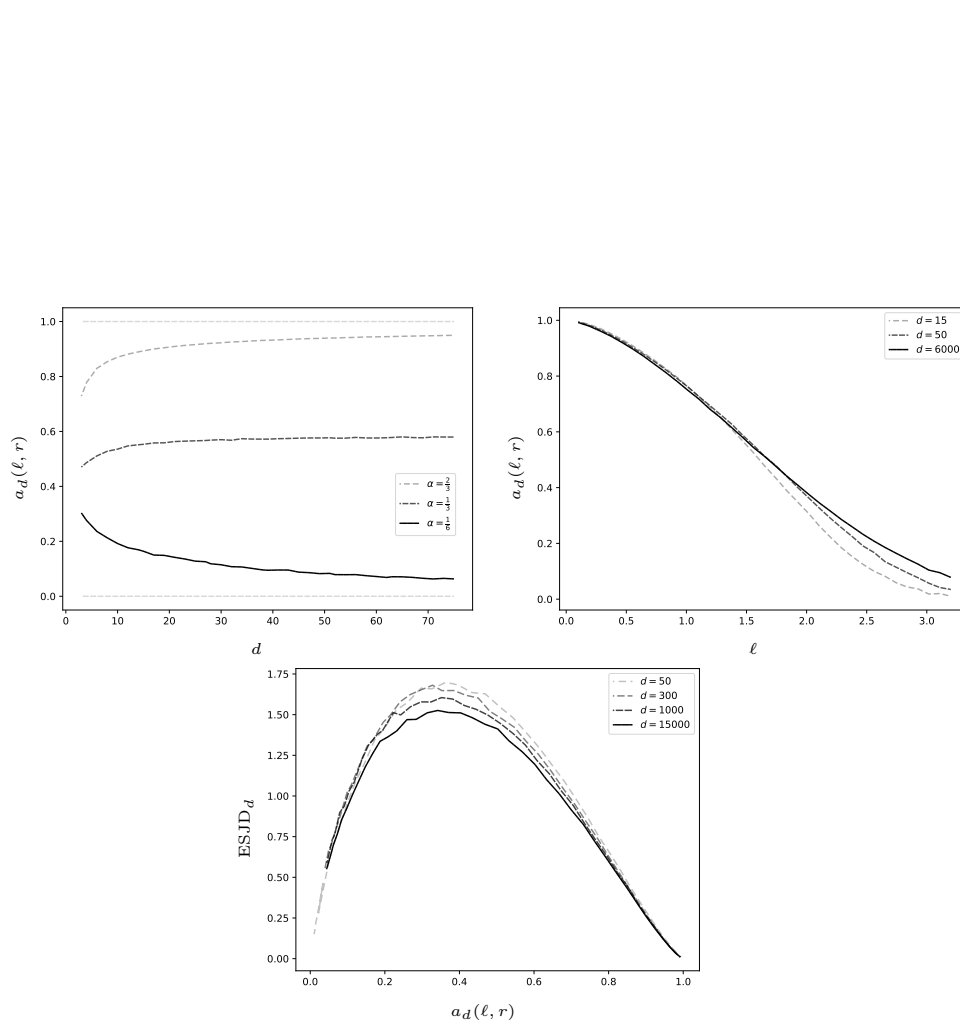 1.0
0.8
0.6
0.4
0.2
0.0
a_d(ℓ, r)
α = 2/3
α = 1/3
α = 1/6
0 10 20 30 40 50 60 70
d
1.0
0.8
0.6
0.4
0.2
0.0
a_d(ℓ, r)
d = 15
d = 50
d = 6000
0.0 0.5 1.0 1.5 2.0 2.5 3.0
ℓ
1.75
1.50
1.25
1.00
0.75
0.50
0.25
0.00
ESJD_d
d = 50
d = 300
d = 1000
d = 15000
0.0 0.2 0.4 0.6 0.8 1.0
a_d(ℓ, r)